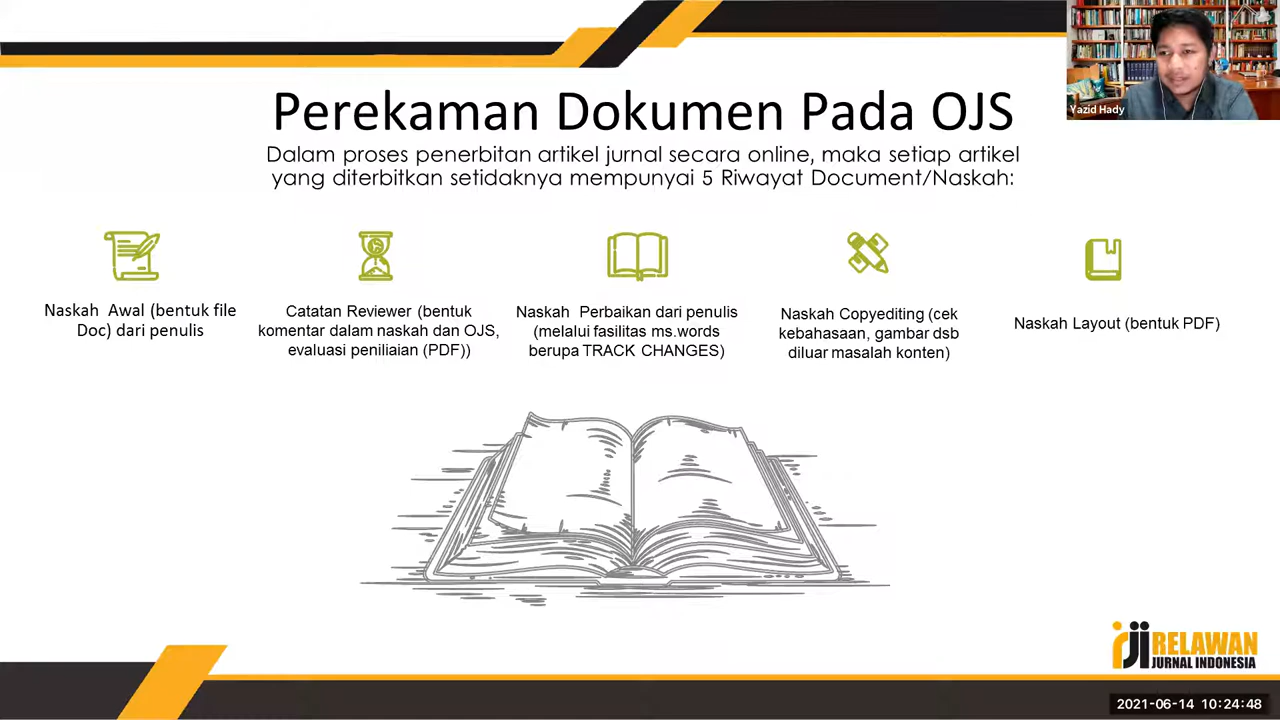 Yazid Hady
Perekaman Dokumen Pada OJS
Dalam proses penerbitan artikel jurnal secara online, maka setiap artikel
yang diterbitkan setidaknya mempunyai 5 Riwayat Document/Naskah:
Naskah Awal (bentuk file
Doc) dari penulis
Catatan Reviewer (bentuk
komentar dalam naskah dan OJS,
evaluasi peniliaian (PDF))
Naskah Perbaikan dari penulis
(melalui fasilitas ms.words
berupa TRACK CHANGES)
Naskah Copyediting (cek
kebahasaan, gambar dsb
diluar masalah konten)
Naskah Layout (bentuk PDF)
RELAWAN
JURNAL INDONESIA
2021-06-14 10:24:48